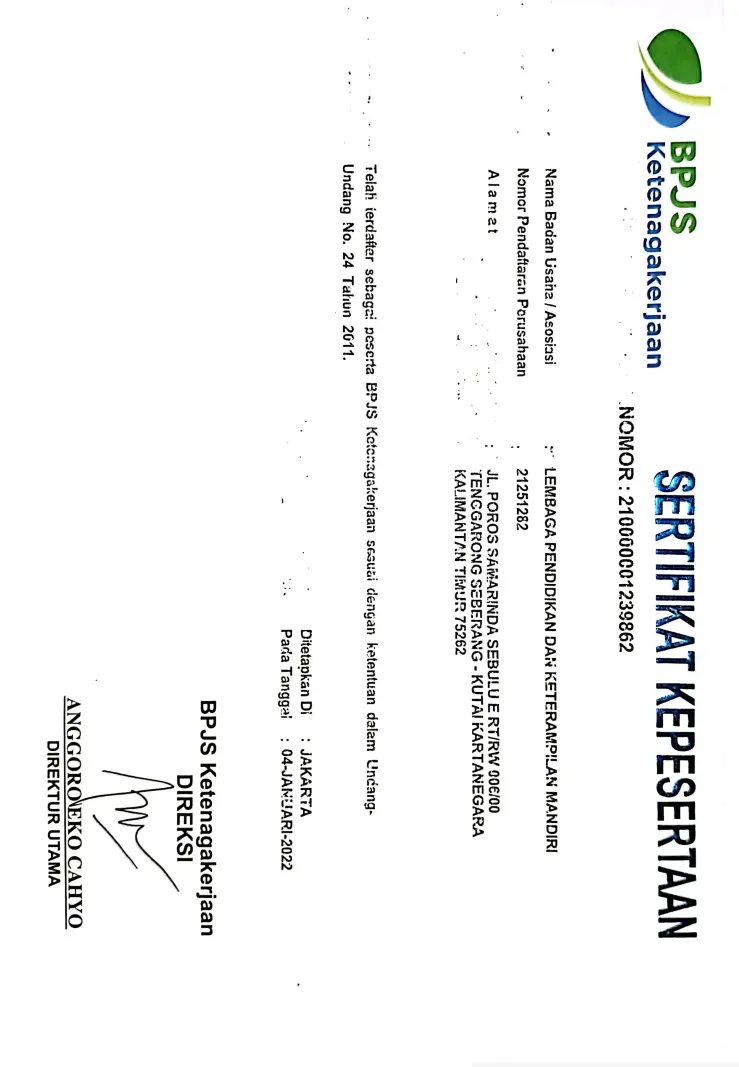 BPJS
Ketenagakerjaan
SERTIFIKAT KEPESERTAAN
NOMOR : 210000001239862
Nama Badan Usaha / Asosiasi : LEMBAGA PENDIDIKAN DAN KETERAMPILAN MANDIRI
Nomor Pendaftaran Perusahaan : 21251282
Alamat : JL. POROS SAMARINDA SEBULU E RT/RW 006/00
TENGGARONG SEBERANG - KUTAI KARTANEGARA
KALIMANTAN TIMUR 75262
Telah terdaftar sebagai peserta BPJS Ketenagakerjaan sesuai dengan ketentuan dalam Undang-
Undang No. 24 Tahun 2011.
Ditetapkan Di : JAKARTA
Pada Tanggal : 04-JANUARI-2022
BPJS Ketenagakerjaan
DIREKSI
ANGGORO EKO CAHYO
DIREKTUR UTAMA